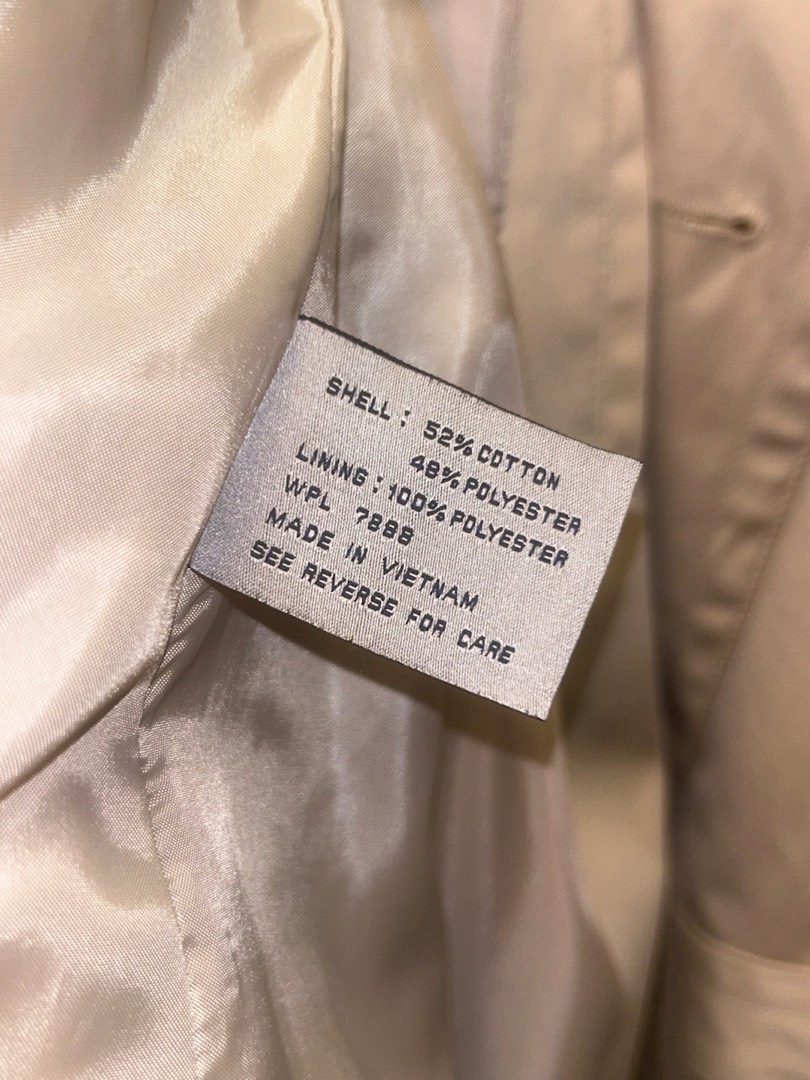 SHELL : 52% COTTON
48% POLYESTER
LINING : 100% POLYESTER
WPL 7888
MADE IN VIETNAM
SEE REVERSE FOR CARE